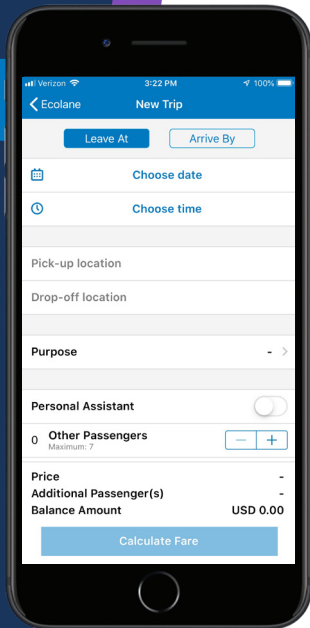 Verizon 3:22 PM 100%
Ecolane New Trip
Leave At Arrive By
Choose date
Choose time
Pick-up location
Drop-off location
Purpose -
Personal Assistant
0 Other Passengers
Maximum: 7
Price -
Additional Passenger(s) -
Balance Amount USD 0.00
Calculate Fare